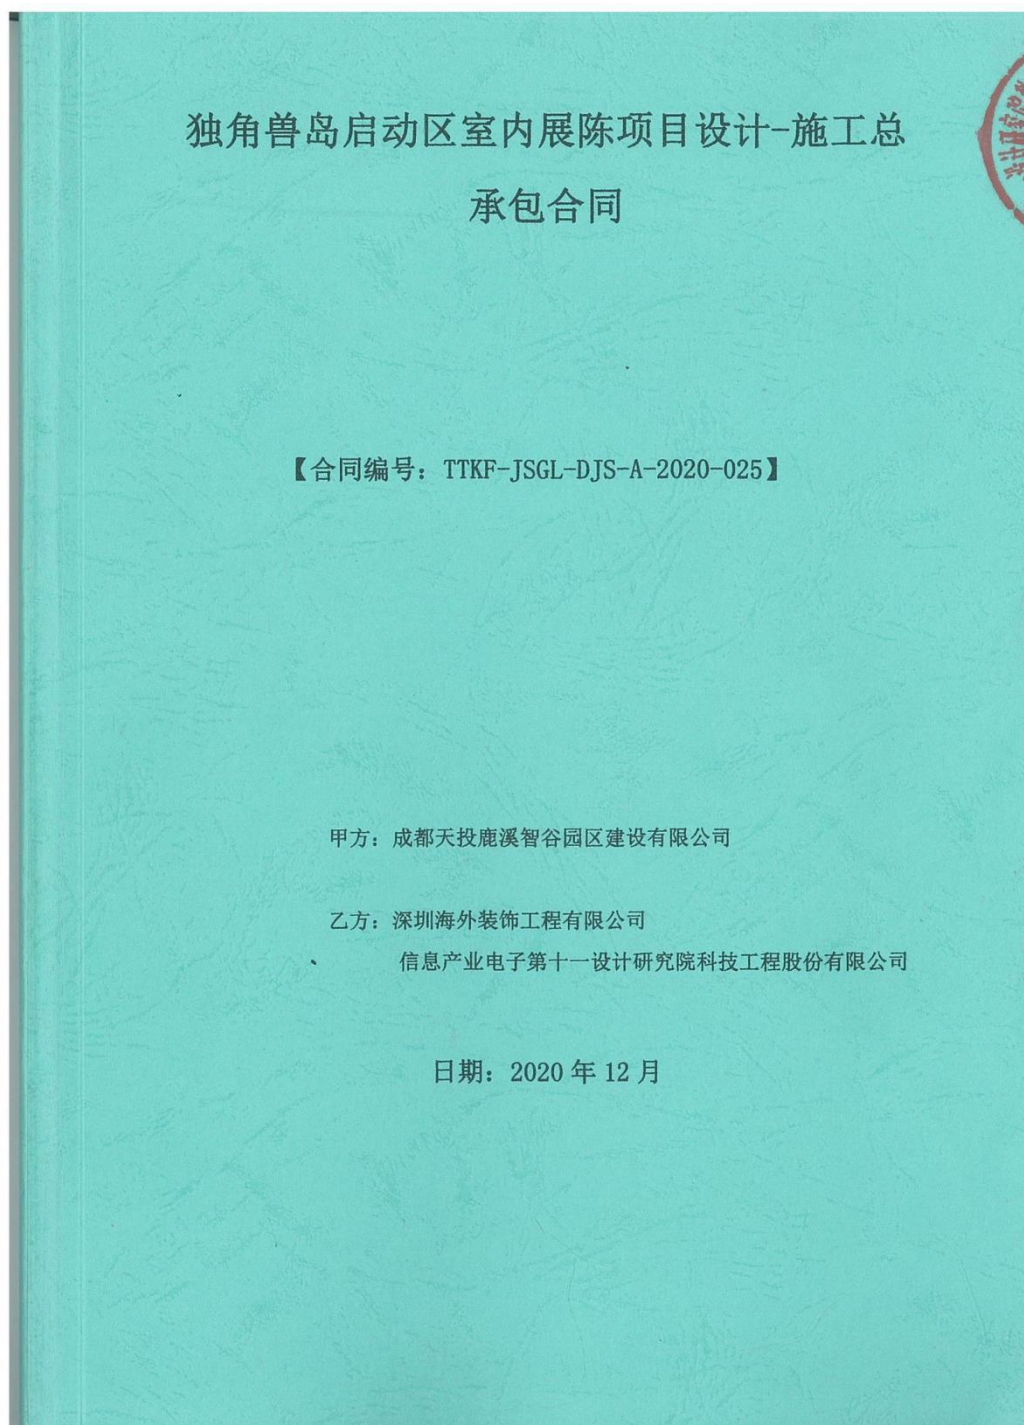 独角兽岛启动区室内展陈项目设计-施工总
承包合同
【合同编号：TTKF-JSGL-DJS-A-2020-025】
甲方：成都天投鹿溪智谷园区建设有限公司
乙方：深圳海外装饰工程有限公司
信息产业电子第十一设计研究院科技工程股份有限公司
日期：2020年12月